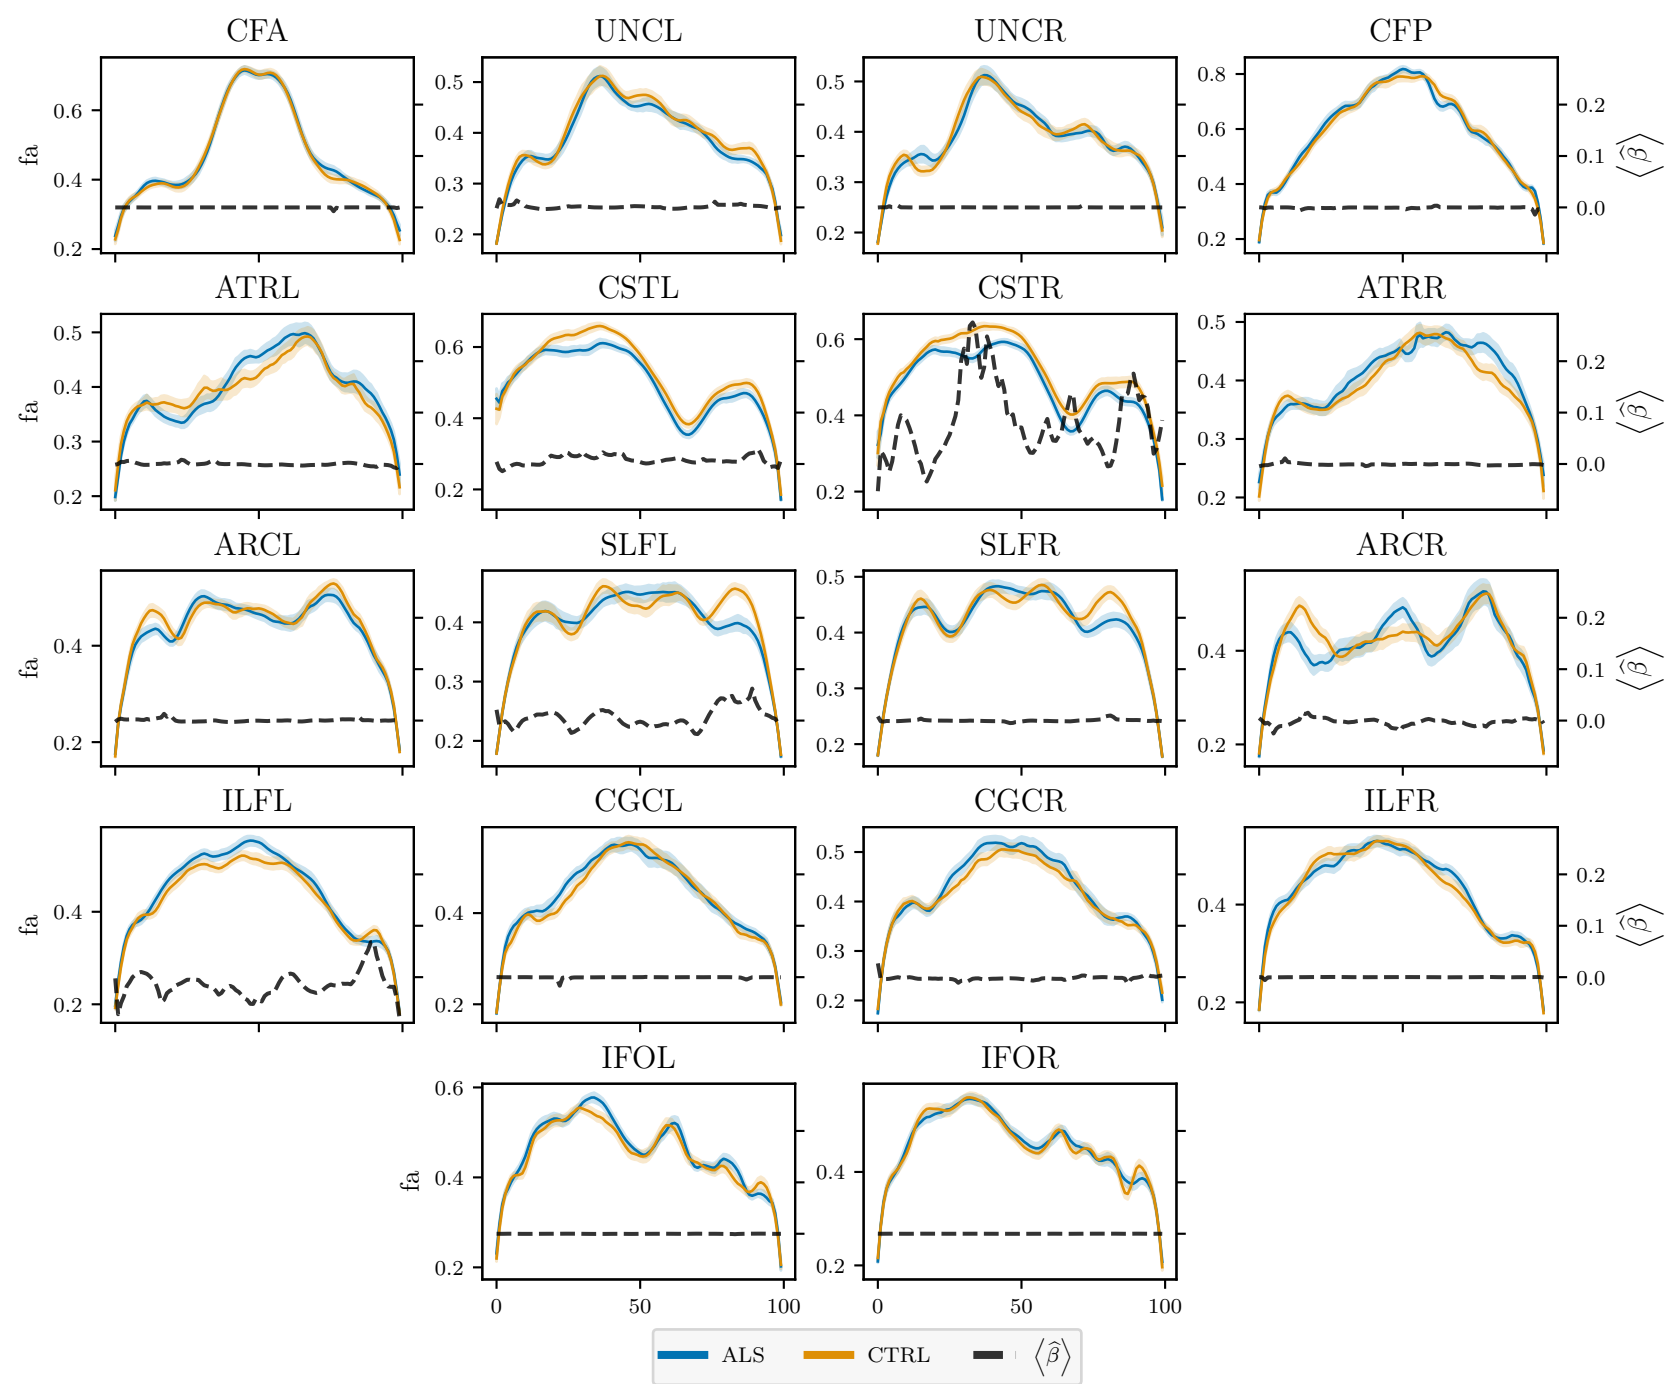 CFA UNCL UNCR CFP
fa 0.6 0.4 0.2 0.5 0.4 0.3 0.2 0.5 0.4 0.3 0.2 0.8 0.6 0.4 0.2 0.2 0.1 0.0 ⟨β̂⟩
ATRL CSTL CSTR ATRR
fa 0.5 0.4 0.3 0.2 0.6 0.4 0.2 0.6 0.4 0.2 0.5 0.4 0.3 0.2 0.2 0.1 0.0 ⟨β̂⟩
ARCL SLFL SLFR ARCR
fa 0.4 0.2 0.4 0.3 0.2 0.5 0.4 0.3 0.2 0.4 0.2 0.2 0.1 0.0 ⟨β̂⟩
ILFL CGCL CGCR ILFR
fa 0.4 0.2 0.4 0.2 0.5 0.4 0.3 0.2 0.4 0.2 0.2 0.1 0.0 ⟨β̂⟩
IFOL IFOR
fa 0.6 0.4 0.2 0.4 0.2
0 50 100 0 50 100
ALS CTRL ⟨β̂⟩